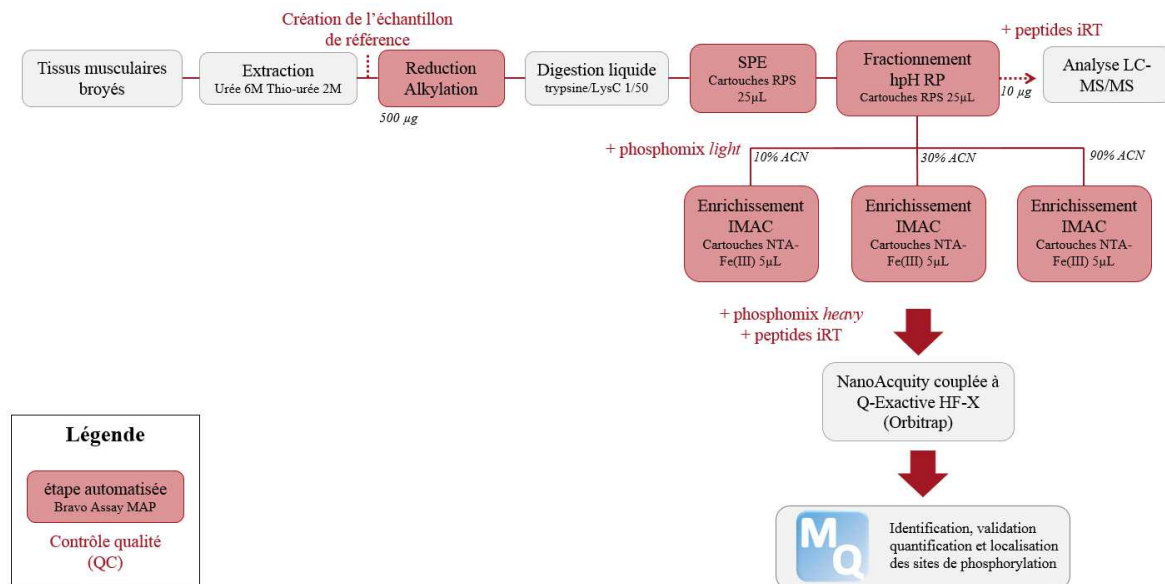 Création de l'échantillon
de référence
+ peptides iRT
Tissus musculaires
broyés
Extraction
Urée 6M Thio-urée 2M
Reduction
Alkylation
500 µg
Digestion liquide
trypsine/LysC 1/50
SPE
Cartouches RPS
25µL
Fractionnement
hpH RP
Cartouches RPS 25µL
10 µg
Analyse LC-
MS/MS
+ phosphomix light
10% ACN
30% ACN
90% ACN
Enrichissement
IMAC
Cartouches NTA-
Fe(III) 5µL
Enrichissement
IMAC
Cartouches NTA-
Fe(III) 5µL
Enrichissement
IMAC
Cartouches NTA-
Fe(III) 5µL
+ phosphomix heavy
+ peptides iRT
NanoAcquity couplée à
Q-Exactive HF-X
(Orbitrap)
Légende
étape automatisée
Bravo Assay MAP
Contrôle qualité
(QC)
MQ
Identification, validation
quantification et localisation
des sites de phosphorylation